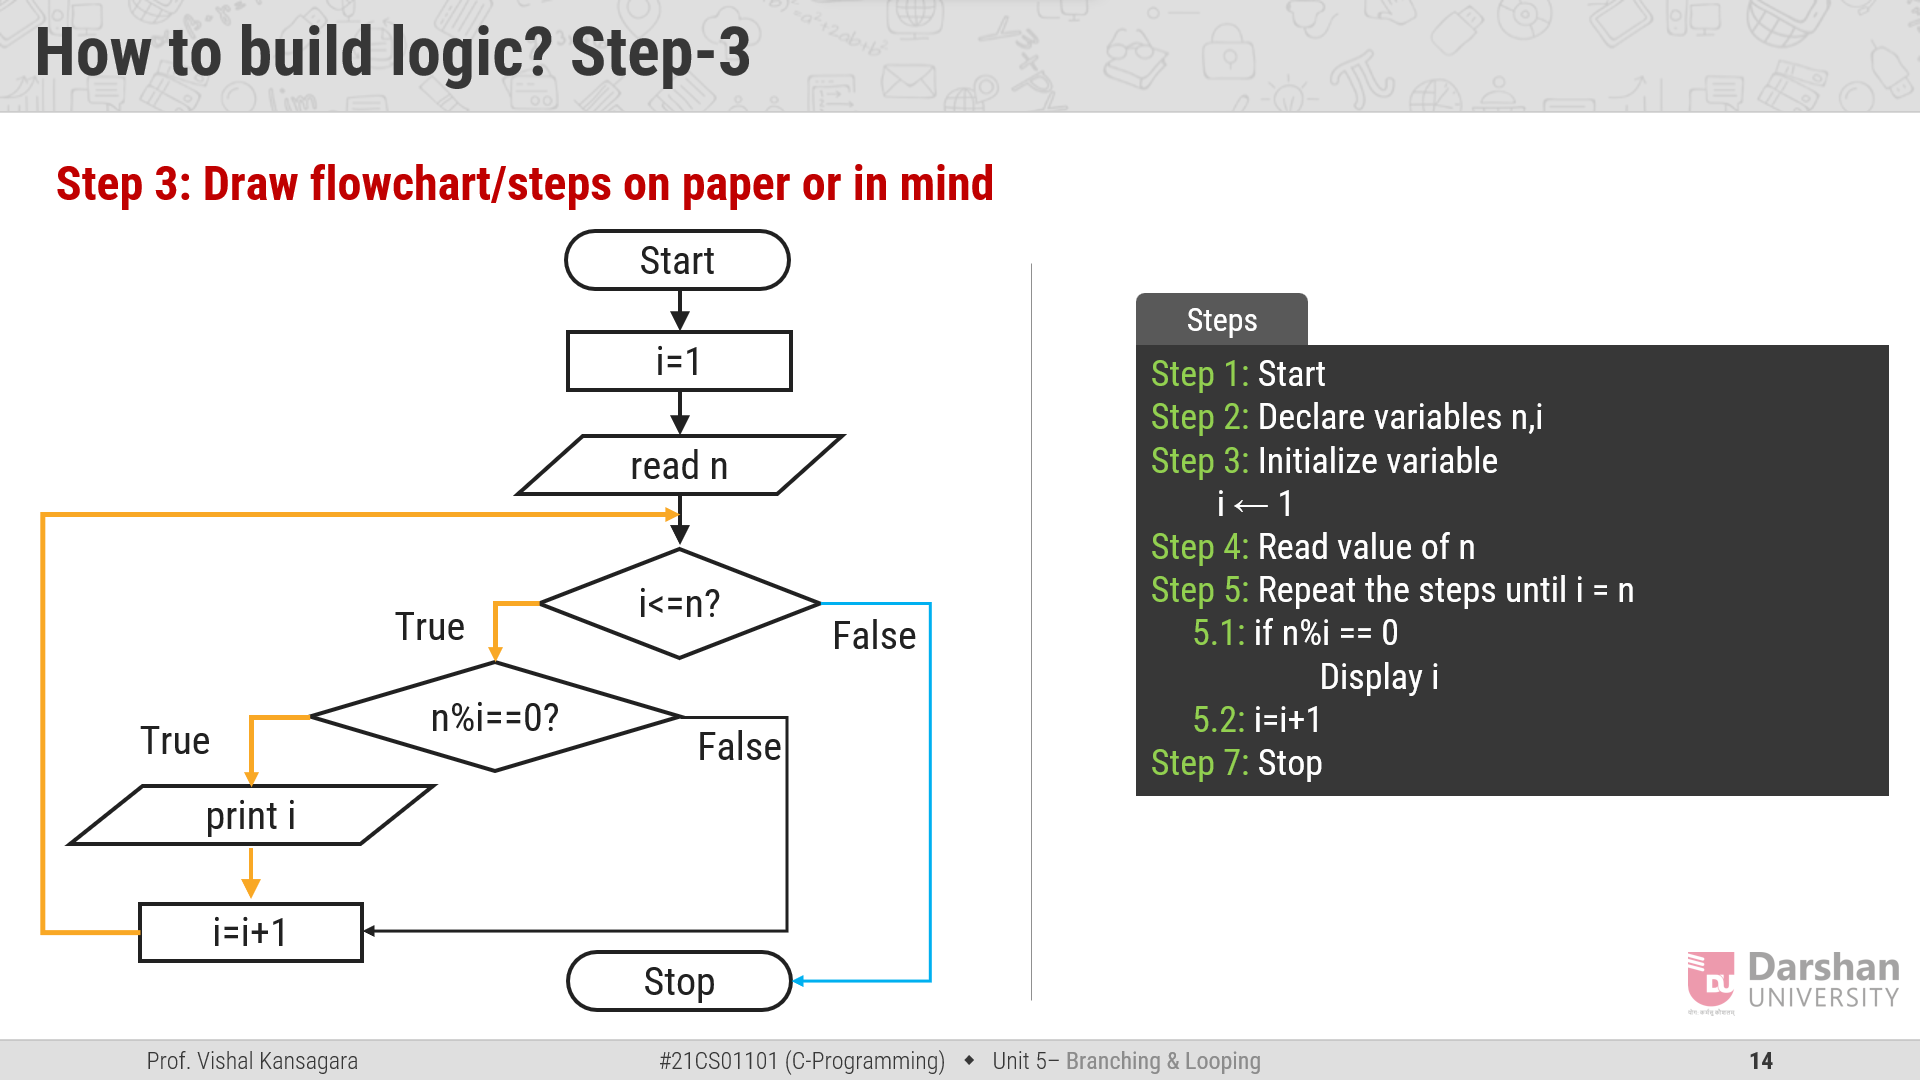 How to build logic? Step-3
Step 3: Draw flowchart/steps on paper or in mind
Start
i=1
read n
i<=n?
True
False
n%i==0?
True
False
print i
i=i+1
Stop
Steps
Step 1: Start
Step 2: Declare variables n,i
Step 3: Initialize variable
i ← 1
Step 4: Read value of n
Step 5: Repeat the steps until i = n
5.1: if n%i == 0
Display i
5.2: i=i+1
Step 7: Stop
Darshan
UNIVERSITY
DU
Prof. Vishal Kansagara
#21CS01101 (C-Programming) ◆ Unit 5– Branching & Looping
14